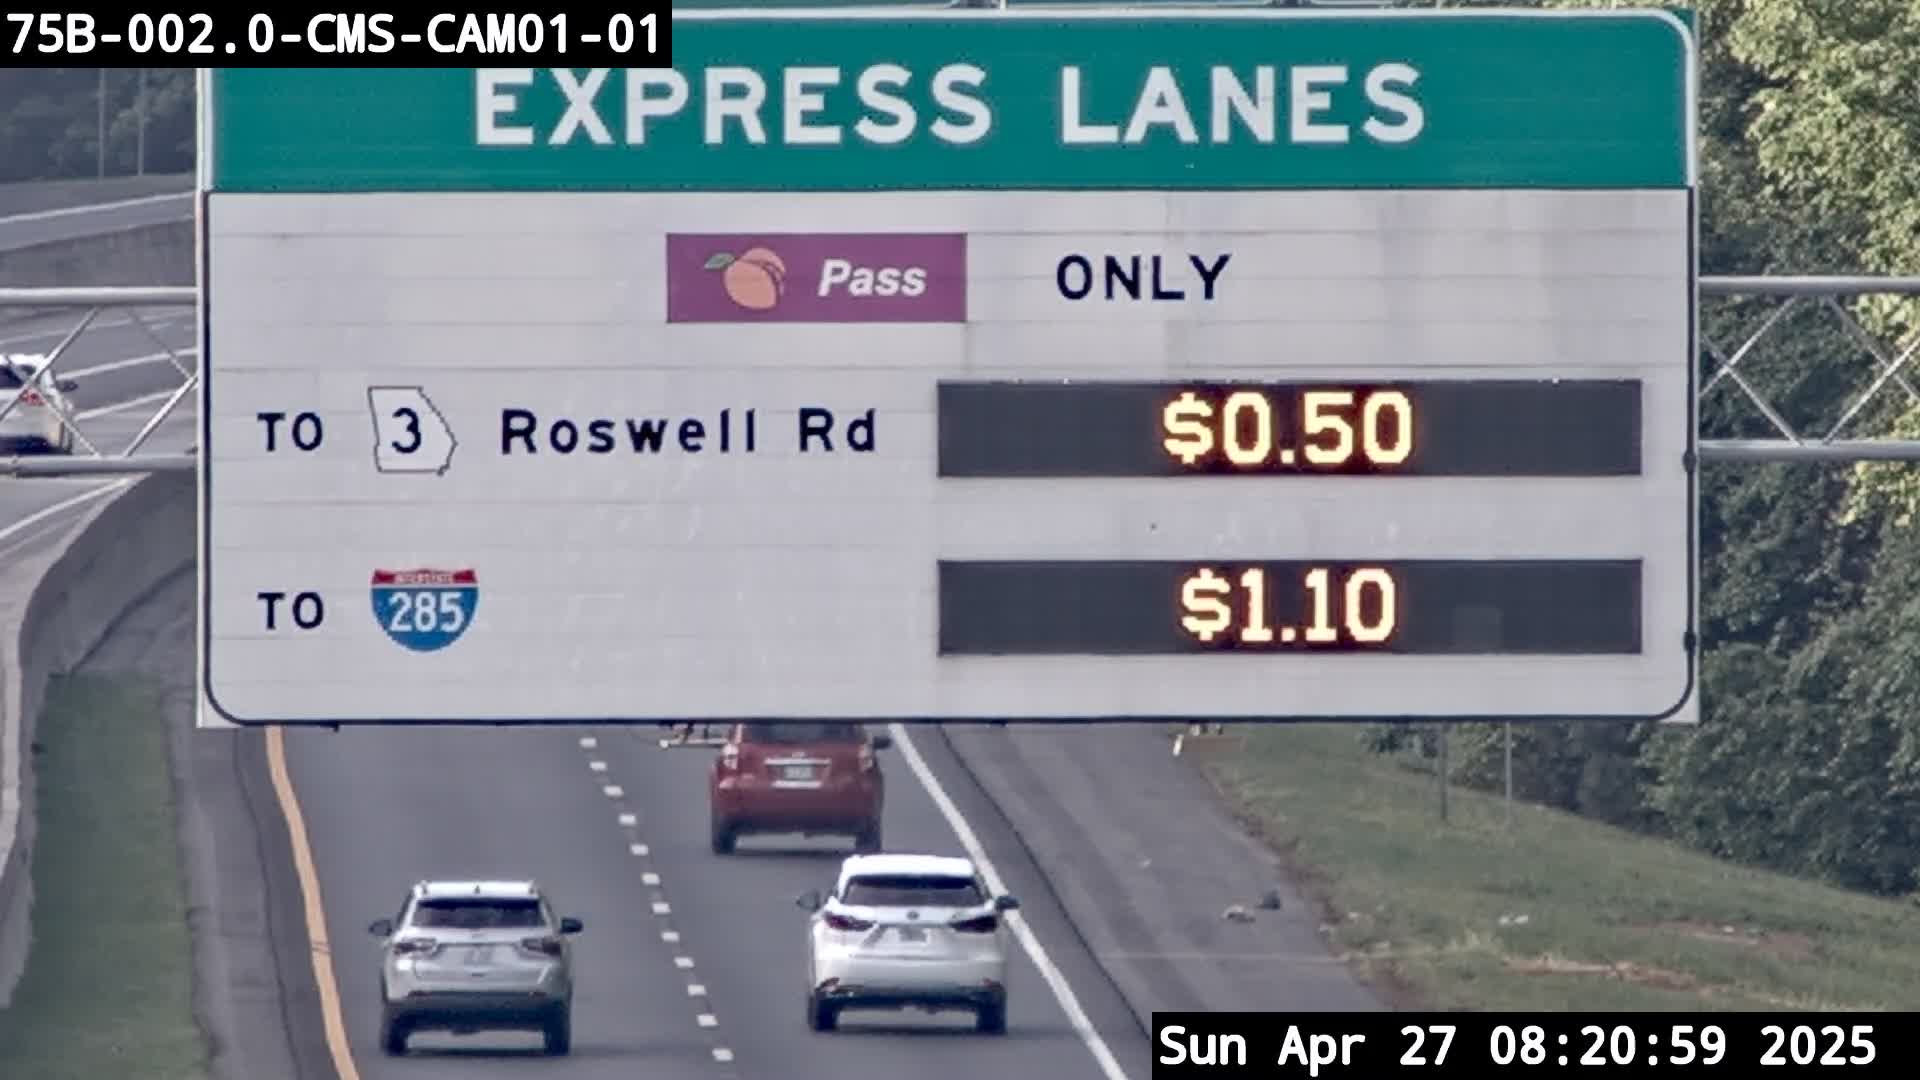 75B-002.0-CMS-CAM01-01
EXPRESS LANES
Pass ONLY
TO 3 Roswell Rd $0.50
INTERSTATE
TO 285 $1.10
Sun Apr 27 08:20:59 2025